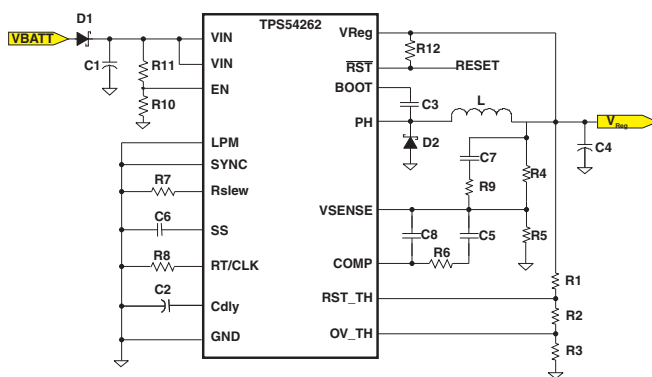 D1
TPS54262
VBATT
VIN
VReg
R12
C1
R11
VIN
RST
RESET
EN
BOOT
R10
C3
L
PH
V_Reg
D2
C4
LPM
C7
SYNC
R4
R7
R9
Rslew
VSENSE
C6
SS
C8
C5
R5
R8
R6
RT/CLK
COMP
R1
C2
RST_TH
Cdly
R2
OV_TH
GND
R3